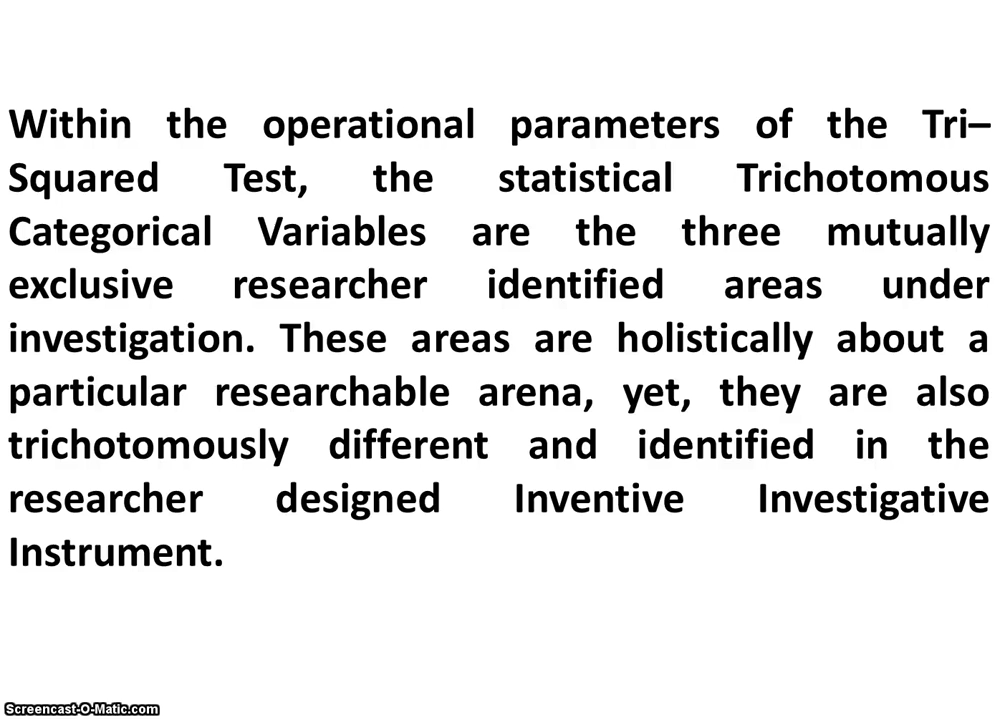 Within the operational parameters of the Tri–
Squared Test, the statistical Trichotomous
Categorical Variables are the three mutually
exclusive researcher identified areas under
investigation. These areas are holistically about a
particular researchable arena, yet, they are also
trichotomously different and identified in the
researcher designed Inventive Investigative
Instrument.
Screencast-O-Matic.com